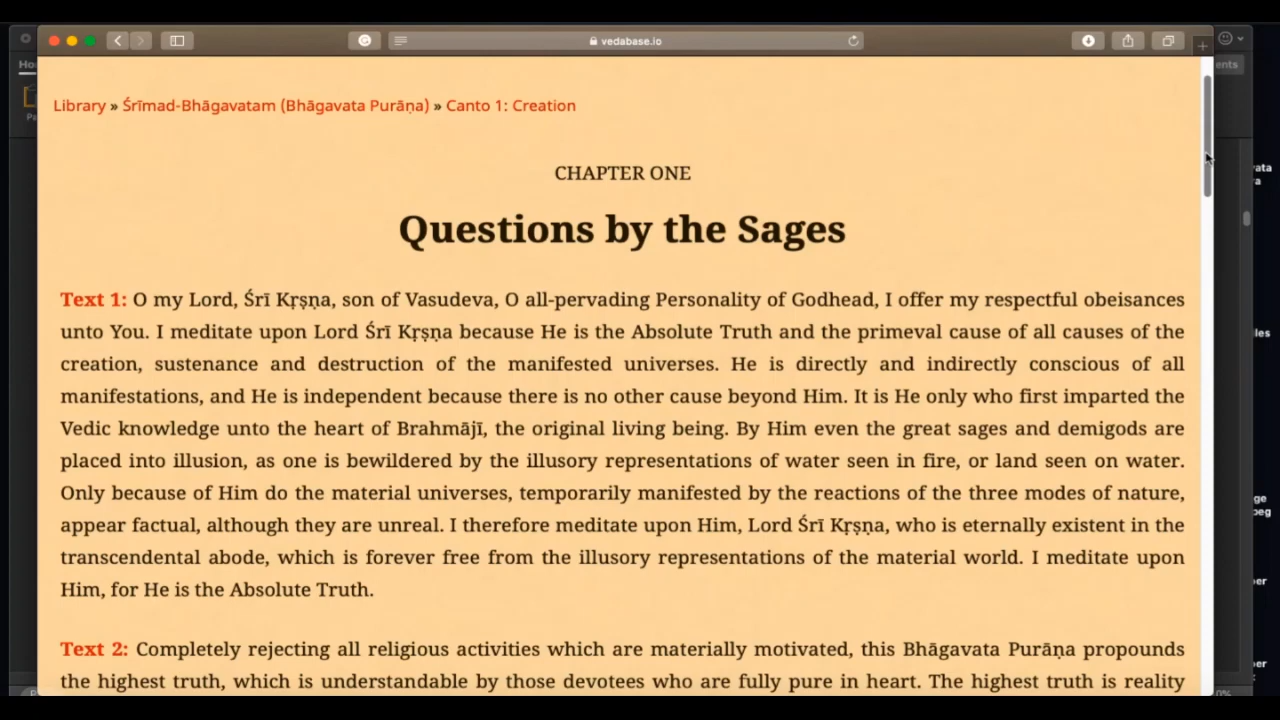 vedabase.io
Ho
ents
Library » Śrīmad-Bhāgavatam (Bhāgavata Purāṇa) » Canto 1: Creation
CHAPTER ONE
Questions by the Sages
Text 1: O my Lord, Śrī Kṛṣṇa, son of Vasudeva, O all-pervading Personality of Godhead, I offer my respectful obeisances
unto You. I meditate upon Lord Śrī Kṛṣṇa because He is the Absolute Truth and the primeval cause of all causes of the
creation, sustenance and destruction of the manifested universes. He is directly and indirectly conscious of all
manifestations, and He is independent because there is no other cause beyond Him. It is He only who first imparted the
Vedic knowledge unto the heart of Brahmājī, the original living being. By Him even the great sages and demigods are
placed into illusion, as one is bewildered by the illusory representations of water seen in fire, or land seen on water.
Only because of Him do the material universes, temporarily manifested by the reactions of the three modes of nature,
appear factual, although they are unreal. I therefore meditate upon Him, Lord Śrī Kṛṣṇa, who is eternally existent in the
transcendental abode, which is forever free from the illusory representations of the material world. I meditate upon
Him, for He is the Absolute Truth.
Text 2: Completely rejecting all religious activities which are materially motivated, this Bhāgavata Purāṇa propounds
the highest truth, which is understandable by those devotees who are fully pure in heart. The highest truth is reality